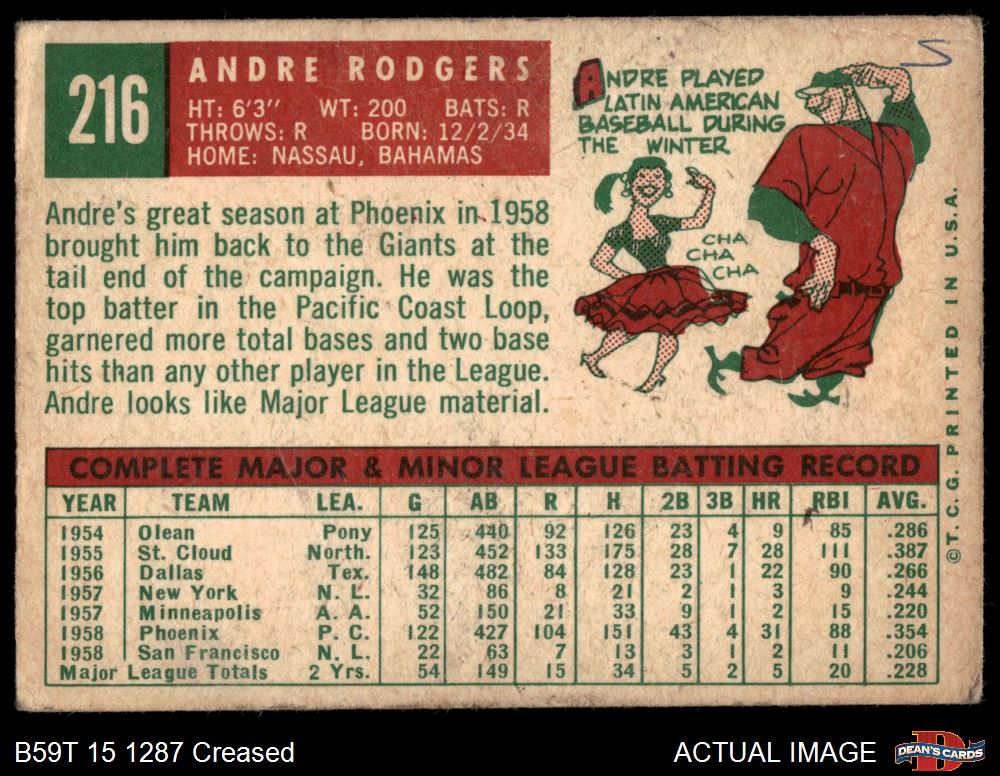 216
ANDRE RODGERS
HT: 6'3" WT: 200 BATS: R
THROWS: R BORN: 12/2/34
HOME: NASSAU, BAHAMAS
ANDRE PLAYED
LATIN AMERICAN
BASEBALL DURING
THE WINTER
CHA
CHA
CHA
Andre's great season at Phoenix in 1958
brought him back to the Giants at the
tail end of the campaign. He was the
top batter in the Pacific Coast Loop,
garnered more total bases and two base
hits than any other player in the League.
Andre looks like Major League material.
COMPLETE MAJOR & MINOR LEAGUE BATTING RECORD
YEAR TEAM LEA. G AB R H 2B 3B HR RBI AVG.
1954 Olean Pony 125 440 92 126 23 4 9 85 .286
1955 St. Cloud North. 123 452 133 175 28 7 28 111 .387
1956 Dallas Tex. 148 482 84 128 23 1 22 90 .266
1957 New York N. L. 32 86 8 21 2 1 3 9 .244
1957 Minneapolis A. A. 52 150 21 33 9 1 2 15 .220
1958 Phoenix P. C. 122 427 104 151 43 4 31 88 .354
1958 San Francisco N. L. 22 63 7 13 3 1 2 11 .206
Major League Totals 2 Yrs. 54 149 15 34 5 2 5 20 .228
©T. C. G. PRINTED IN U.S.A.
B59T 15 1287 Creased
ACTUAL IMAGE
DEAN'S CARDS